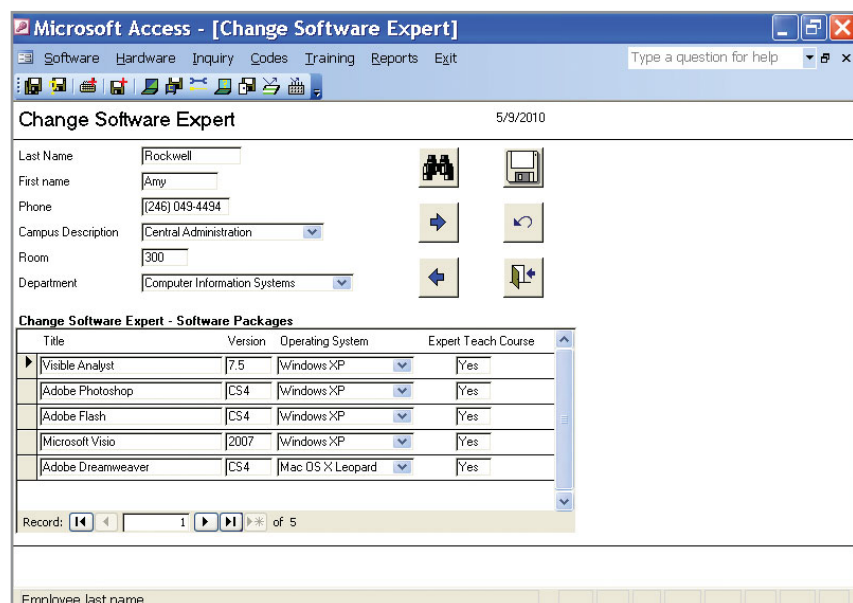 Microsoft Access - [Change Software Expert]
Software Hardware Inquiry Codes Training Reports Exit Type a question for help
Change Software Expert 5/9/2010
Last Name Rockwell
First name Amy
Phone (246) 049-4494
Campus Description Central Administration
Room 300
Department Computer Information Systems
Change Software Expert - Software Packages
Title Version Operating System Expert Teach Course
Visible Analyst 7.5 Windows XP Yes
Adobe Photoshop CS4 Windows XP Yes
Adobe Flash CS4 Windows XP Yes
Microsoft Visio 2007 Windows XP Yes
Adobe Dreamweaver CS4 Mac OS X Leopard Yes
Record: 1 of 5
Employee last name